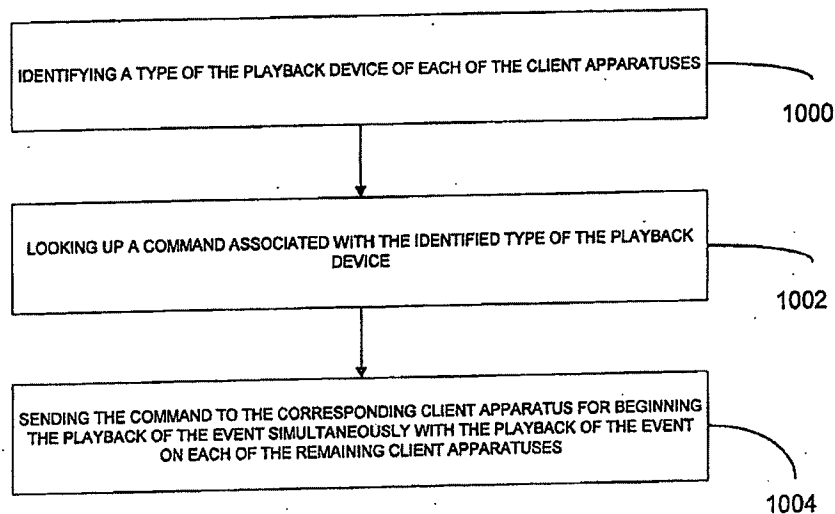 IDENTIFYING A TYPE OF THE PLAYBACK DEVICE OF EACH OF THE CLIENT APPARATUSES
1000
LOOKING UP A COMMAND ASSOCIATED WITH THE IDENTIFIED TYPE OF THE PLAYBACK
DEVICE
1002
SENDING THE COMMAND TO THE CORRESPONDING CLIENT APPARATUS FOR BEGINNING
THE PLAYBACK OF THE EVENT SIMULTANEOUSLY WITH THE PLAYBACK OF THE EVENT
ON EACH OF THE REMAINING CLIENT APPARATUSES
1004